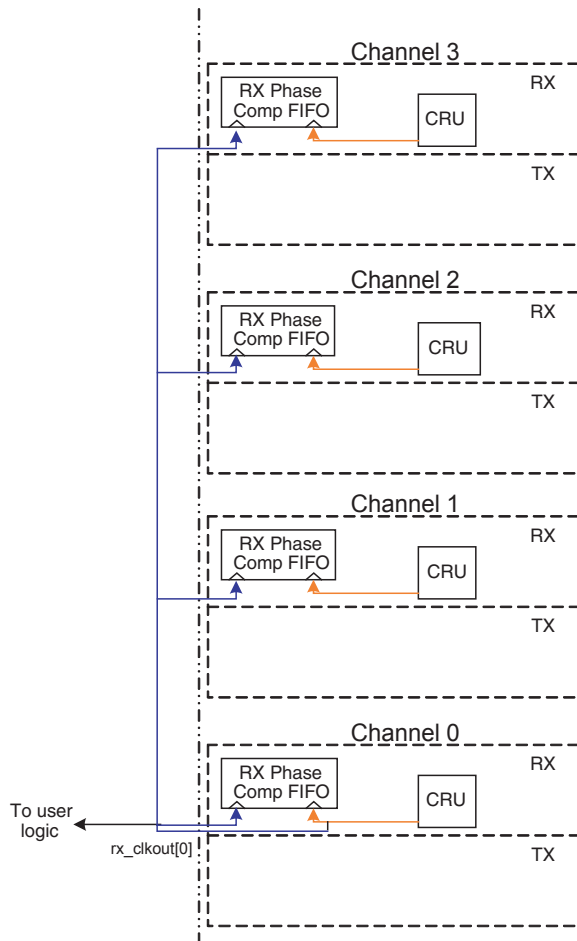 Channel 3
RX Phase
Comp FIFO
CRU
RX
TX
Channel 2
RX Phase
Comp FIFO
CRU
RX
TX
Channel 1
RX Phase
Comp FIFO
CRU
RX
TX
Channel 0
RX Phase
Comp FIFO
CRU
RX
TX
To user
logic
rx_clkout[0]